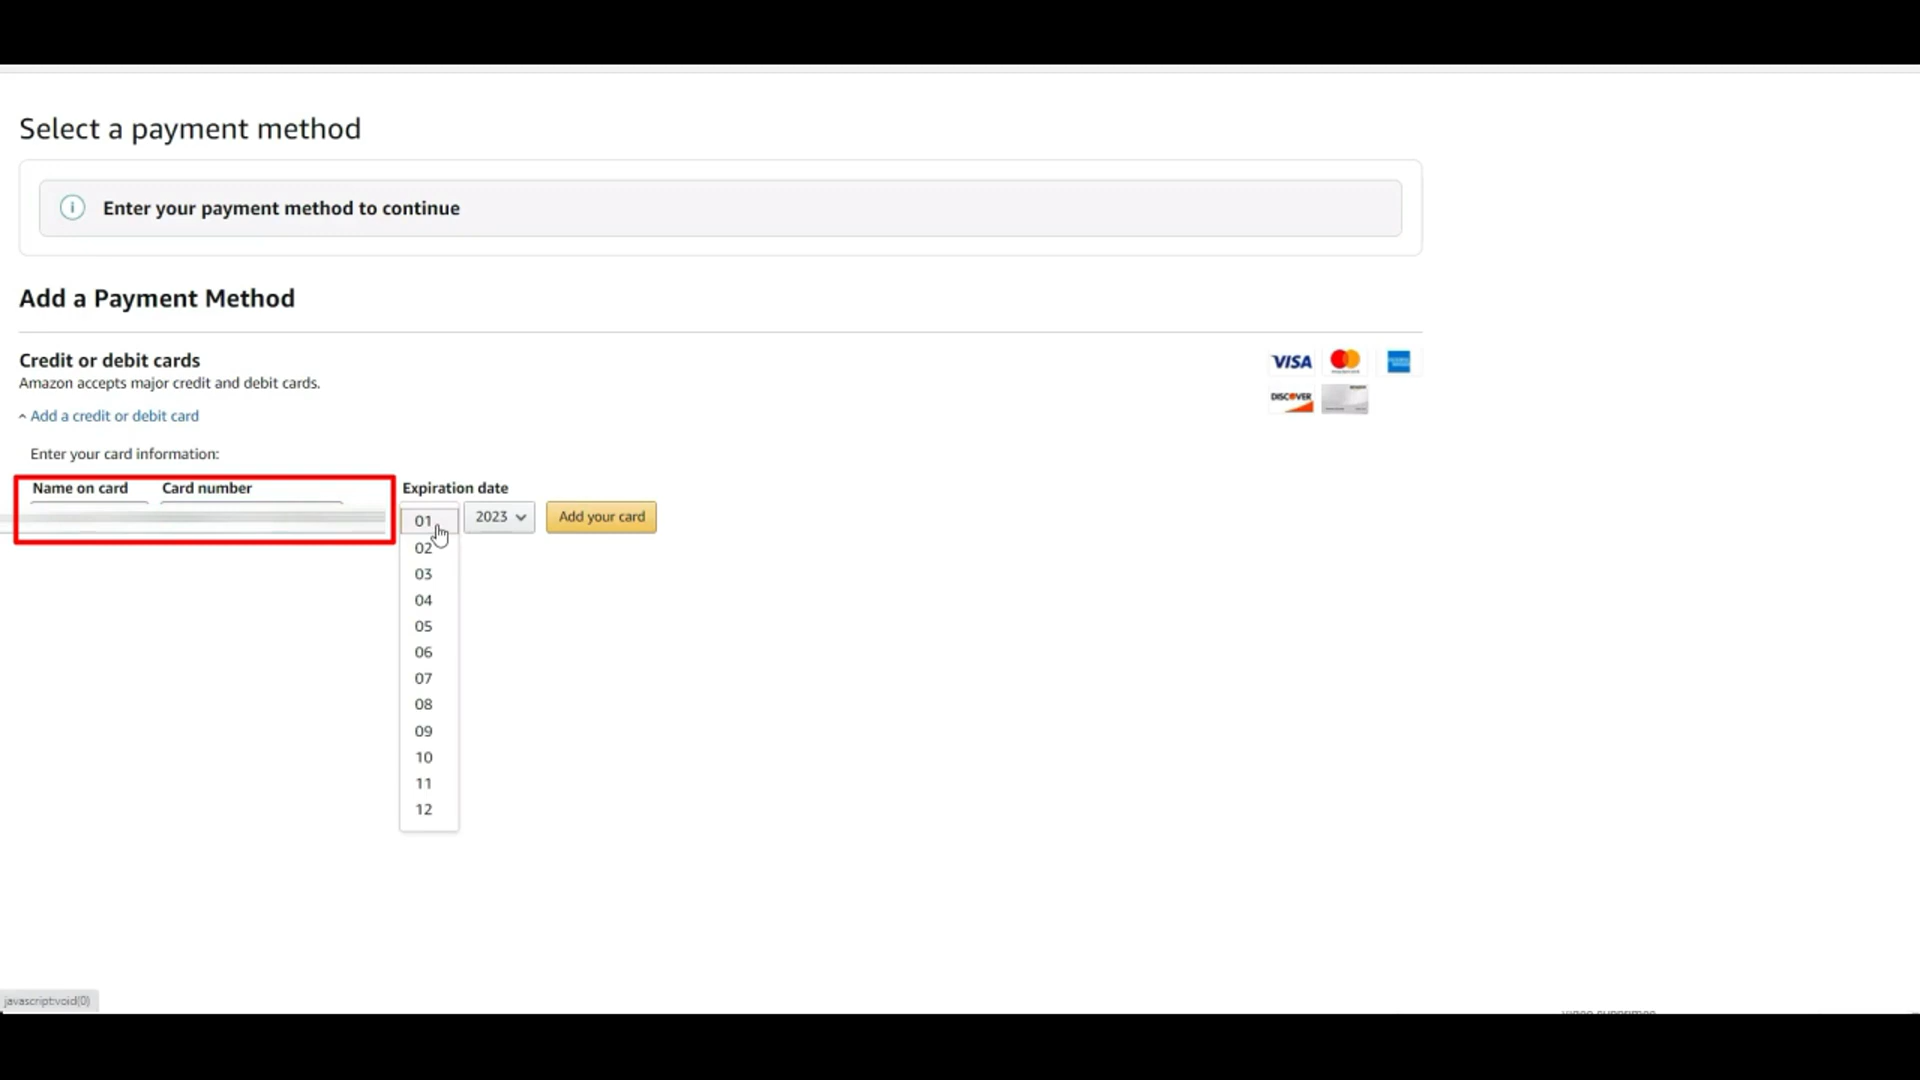 Select a payment method
Enter your payment method to continue
Add a Payment Method
Credit or debit cards
Amazon accepts major credit and debit cards.
VISA
DISCOVER
Add a credit or debit card
Enter your card information:
Name on card Card number Expiration date
01 2023 Add your card
02
03
04
05
06
07
08
09
10
11
12
javascript:void(0)